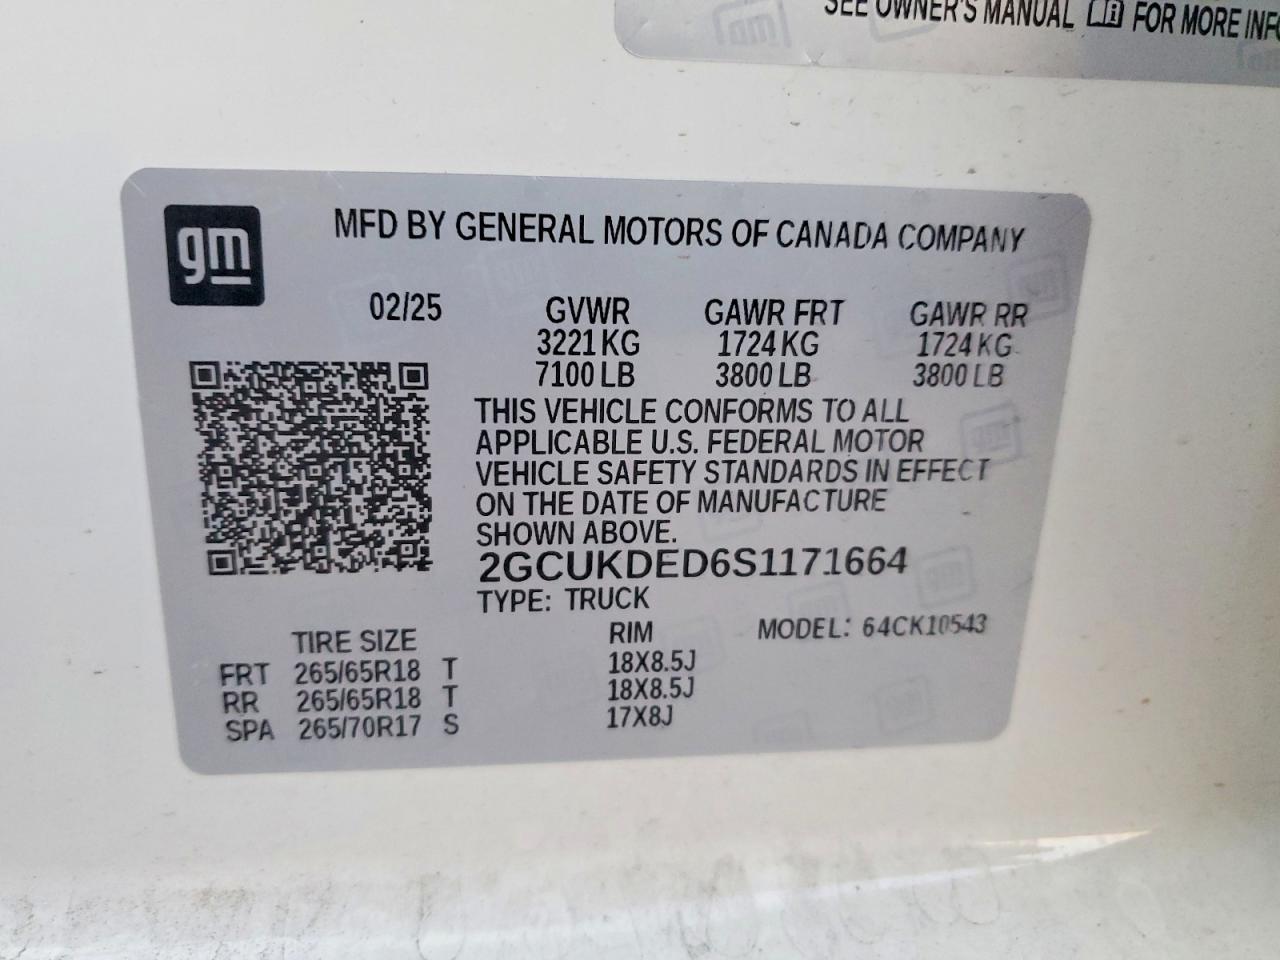 SEE OWNER'S MANUAL FOR MORE INFO
gm
MFD BY GENERAL MOTORS OF CANADA COMPANY
02/25 GVWR GAWR FRT GAWR RR
3221 KG 1724 KG 1724 KG
7100 LB 3800 LB 3800 LB
THIS VEHICLE CONFORMS TO ALL
APPLICABLE U.S. FEDERAL MOTOR
VEHICLE SAFETY STANDARDS IN EFFECT
ON THE DATE OF MANUFACTURE
SHOWN ABOVE.
2GCUKDED6S1171664
TYPE: TRUCK
TIRE SIZE RIM MODEL: 64CK10543
FRT 265/65R18 T 18X8.5J
RR 265/65R18 T 18X8.5J
SPA 265/70R17 S 17X8J